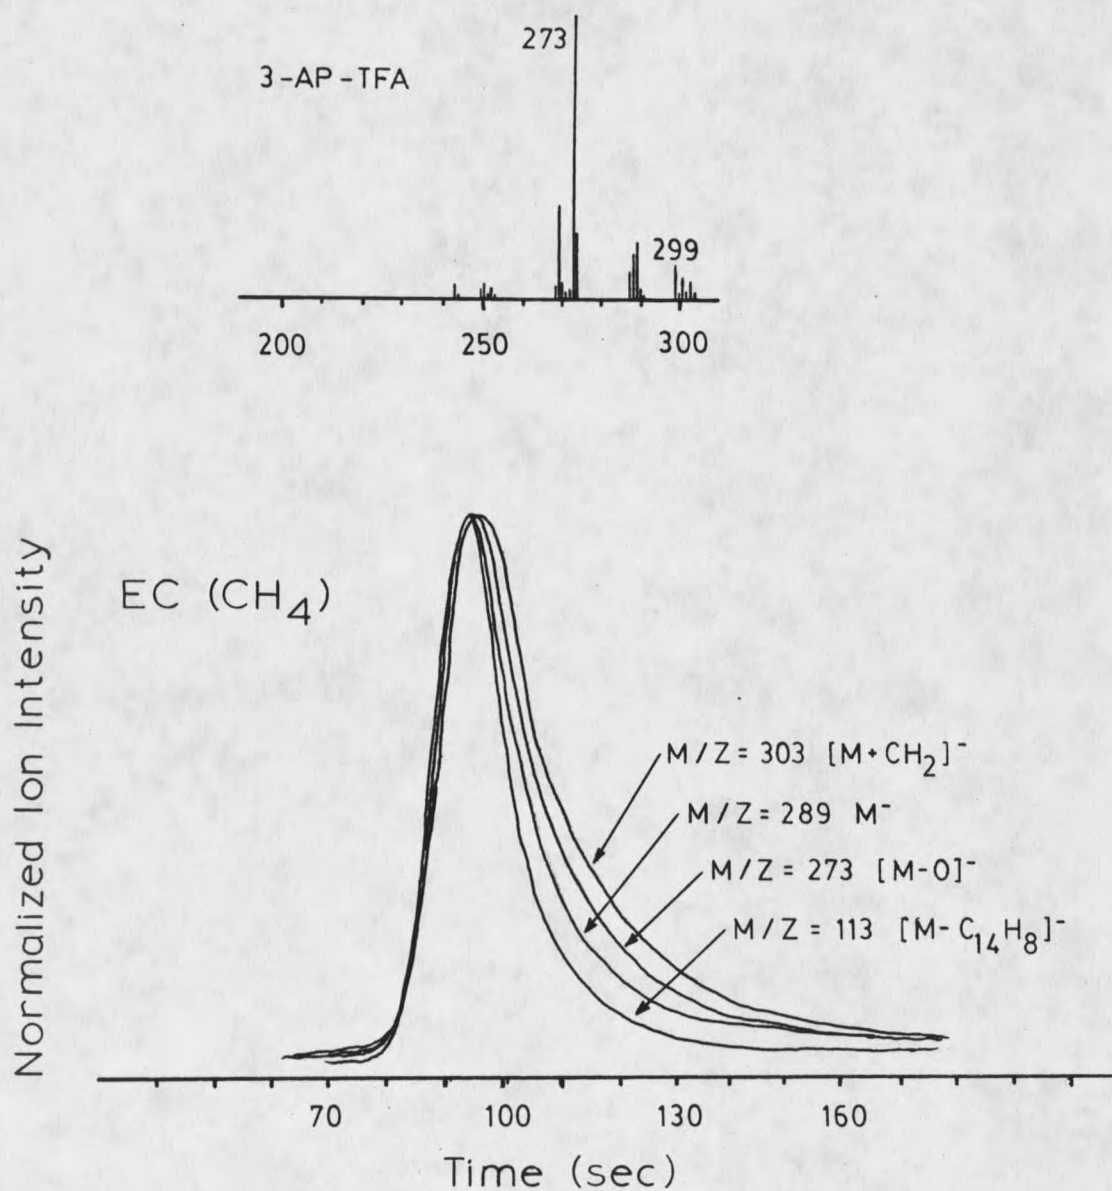 273
3-AP-TFA
299
200 250 300
Normalized Ion Intensity
EC (CH4)
M/Z = 303 [M+CH2]-
M/Z = 289 M-
M/Z = 273 [M-O]-
M/Z = 113 [M-C14H8]-
70 100 130 160
Time (sec)